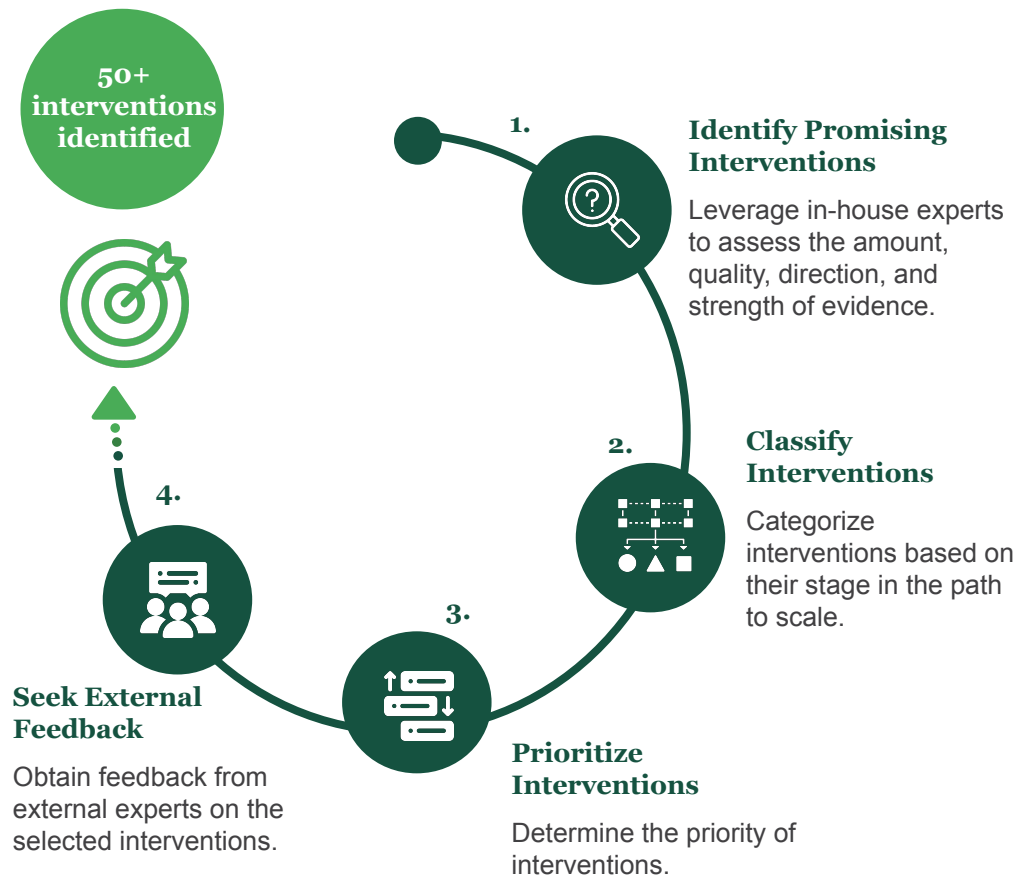 50+
interventions
identified
1.
Identify Promising
Interventions
Leverage in-house experts
to assess the amount,
quality, direction, and
strength of evidence.
2.
Classify
Interventions
Categorize
interventions based on
their stage in the path
to scale.
3.
Prioritize
Interventions
Determine the priority of
interventions.
4.
Seek External
Feedback
Obtain feedback from
external experts on the
selected interventions.
?